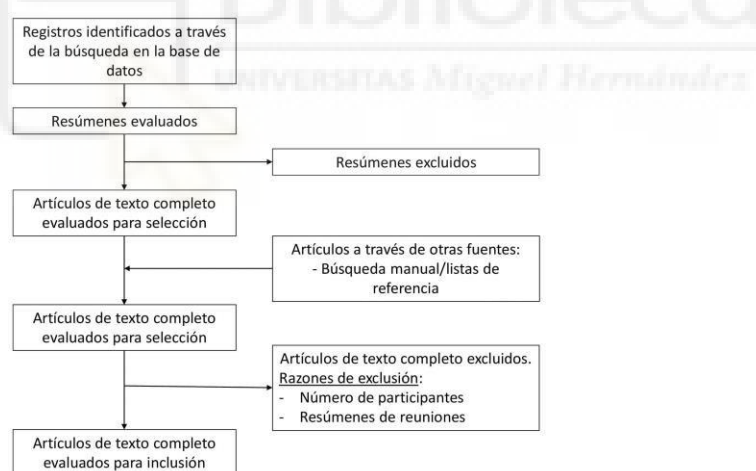 Biblioteca
UNIVERSITAS Miguel Hernández
Registros identificados a través
de la búsqueda en la base de
datos
Resúmenes evaluados
Resúmenes excluidos
Artículos de texto completo
evaluados para selección
Artículos a través de otras fuentes:
- Búsqueda manual/listas de
referencia
Artículos de texto completo
evaluados para selección
Artículos de texto completo excluidos.
Razones de exclusión:
- Número de participantes
- Resúmenes de reuniones
Artículos de texto completo
evaluados para inclusión